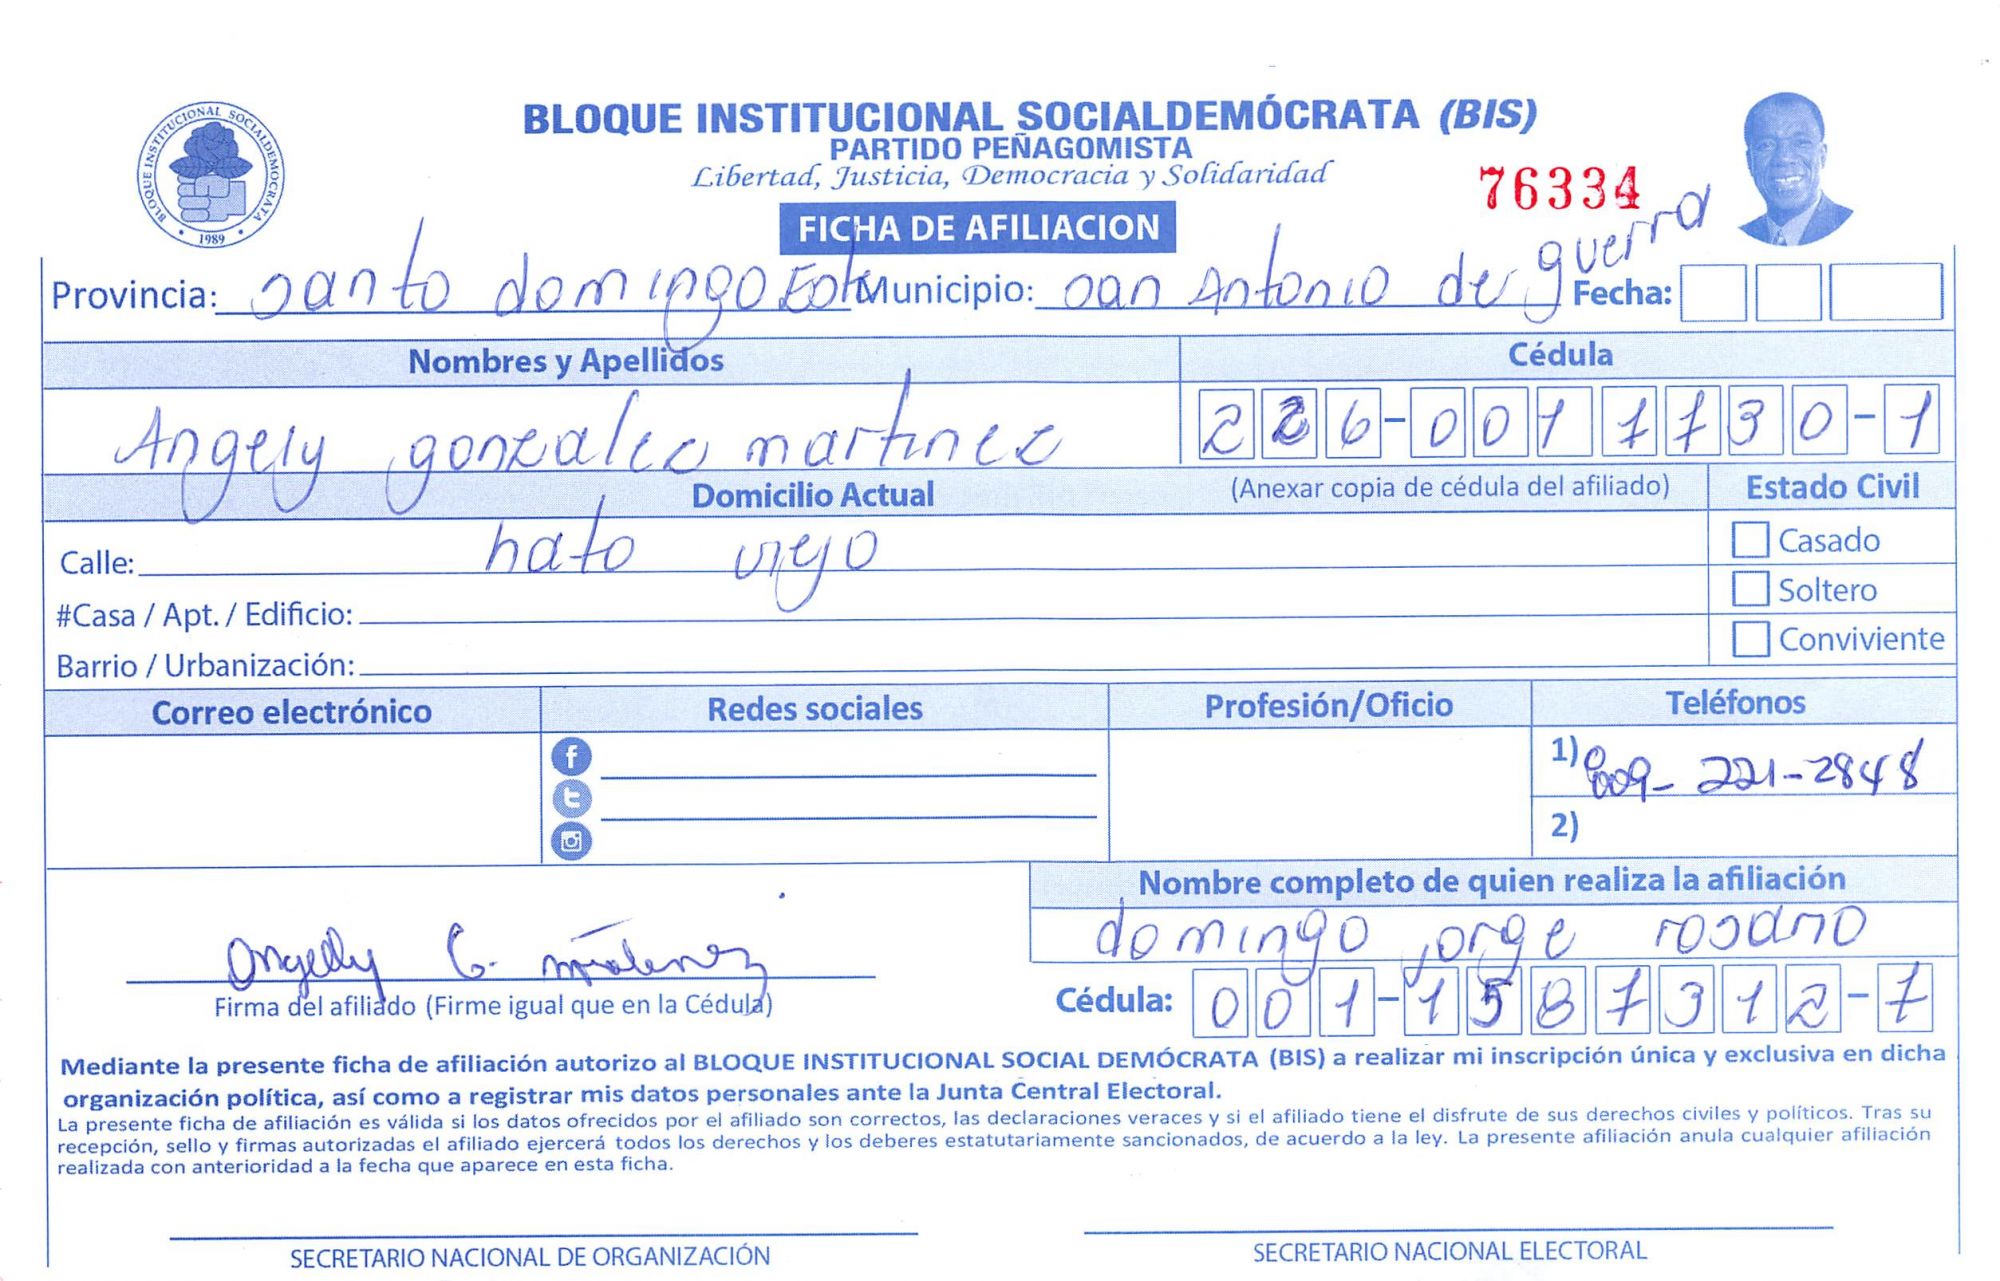 BLOQUE INSTITUCIONAL SOCIALDEMÓCRATA (BIS)
PARTIDO PEÑAGOMISTA
Libertad, Justicia, Democracia y Solidaridad
BLOQUE INSTITUCIONAL SOCIALDEMOCRATA
1989
76334
FICHA DE AFILIACION
Provincia: santo domingo Este Municipio: san Antonio de guerra Fecha:
Nombres y Apellidos Cédula
Angely gonzalez martinez 226-0011730-1
Domicilio Actual (Anexar copia de cédula del afiliado) Estado Civil
Calle: hato viejo Casado
#Casa / Apt. / Edificio: Soltero
Barrio / Urbanización: Conviviente
Correo electrónico Redes sociales Profesión/Oficio Teléfonos
1) 809-221-2848
2)
Nombre completo de quien realiza la afiliación
domingo jorge rosario
Angelly G. Martinez
Firma del afiliado (Firme igual que en la Cédula) Cédula: 001-1587312-7
Mediante la presente ficha de afiliación autorizo al BLOQUE INSTITUCIONAL SOCIAL DEMÓCRATA (BIS) a realizar mi inscripción única y exclusiva en dicha
organización política, así como a registrar mis datos personales ante la Junta Central Electoral.
La presente ficha de afiliación es válida si los datos ofrecidos por el afiliado son correctos, las declaraciones veraces y si el afiliado tiene el disfrute de sus derechos civiles y políticos. Tras su
recepción, sello y firmas autorizadas el afiliado ejercerá todos los derechos y los deberes estatutariamente sancionados, de acuerdo a la ley. La presente afiliación anula cualquier afiliación
realizada con anterioridad a la fecha que aparece en esta ficha.
SECRETARIO NACIONAL DE ORGANIZACIÓN SECRETARIO NACIONAL ELECTORAL